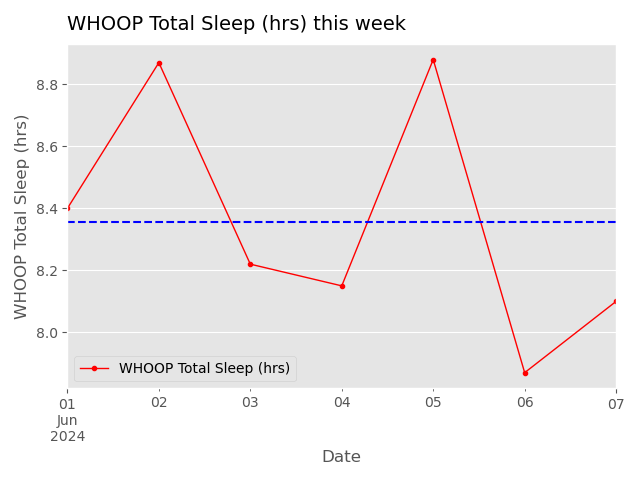 WHOOP Total Sleep (hrs) this week
WHOOP Total Sleep (hrs)
8.8
8.6
8.4
8.2
8.0
WHOOP Total Sleep (hrs)
01 02 03 04 05 06 07
Jun
2024
Date